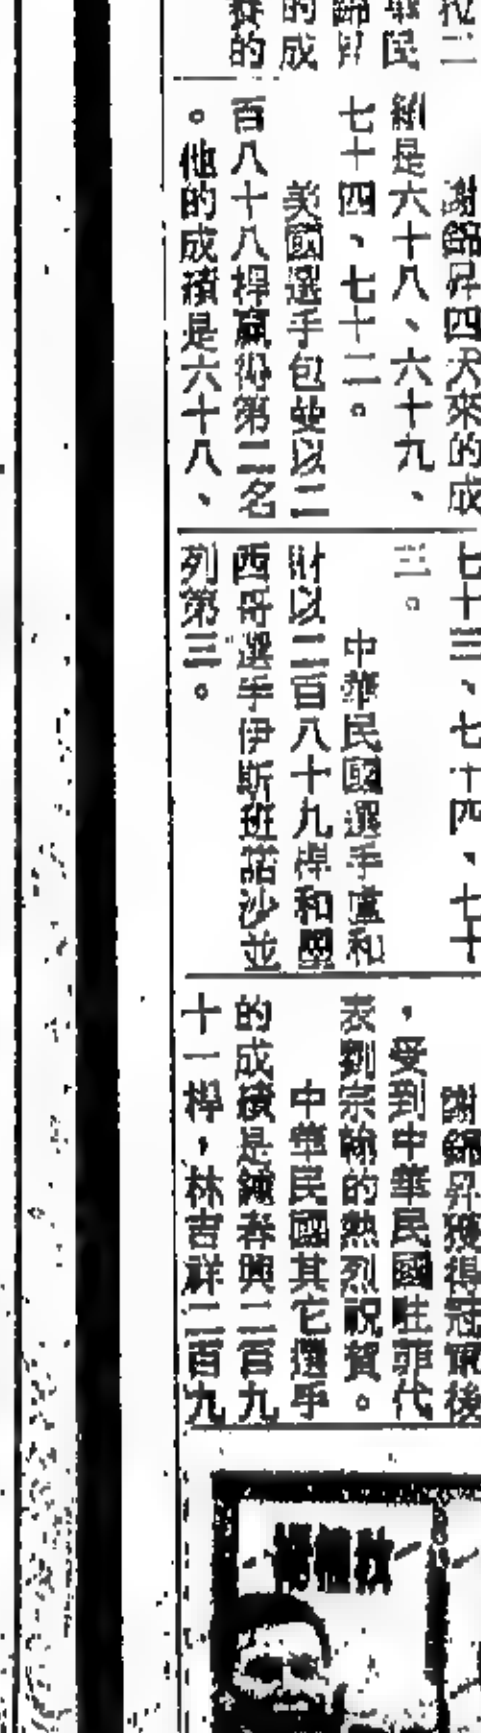 拉二
華民
錦昇
的成
賽的
謝錦昇四天來的成
績是六十八、六十九、
七十四、七十二。
美國選手包曼以二
百八十八桿贏得第二名
。他的成績是六十八、
七十三、七十四、七十
三。
中華民國選手盧和
財以二百八十九桿和墨
西哥選手伊斯班諾沙並
列第三。
謝錦昇獲得冠軍後
，受到中華民國駐菲代
表劉宗翰的熱烈祝賀。
中華民國其它選手
的成績是鍾春興二百九
十一桿，林吉祥二百九